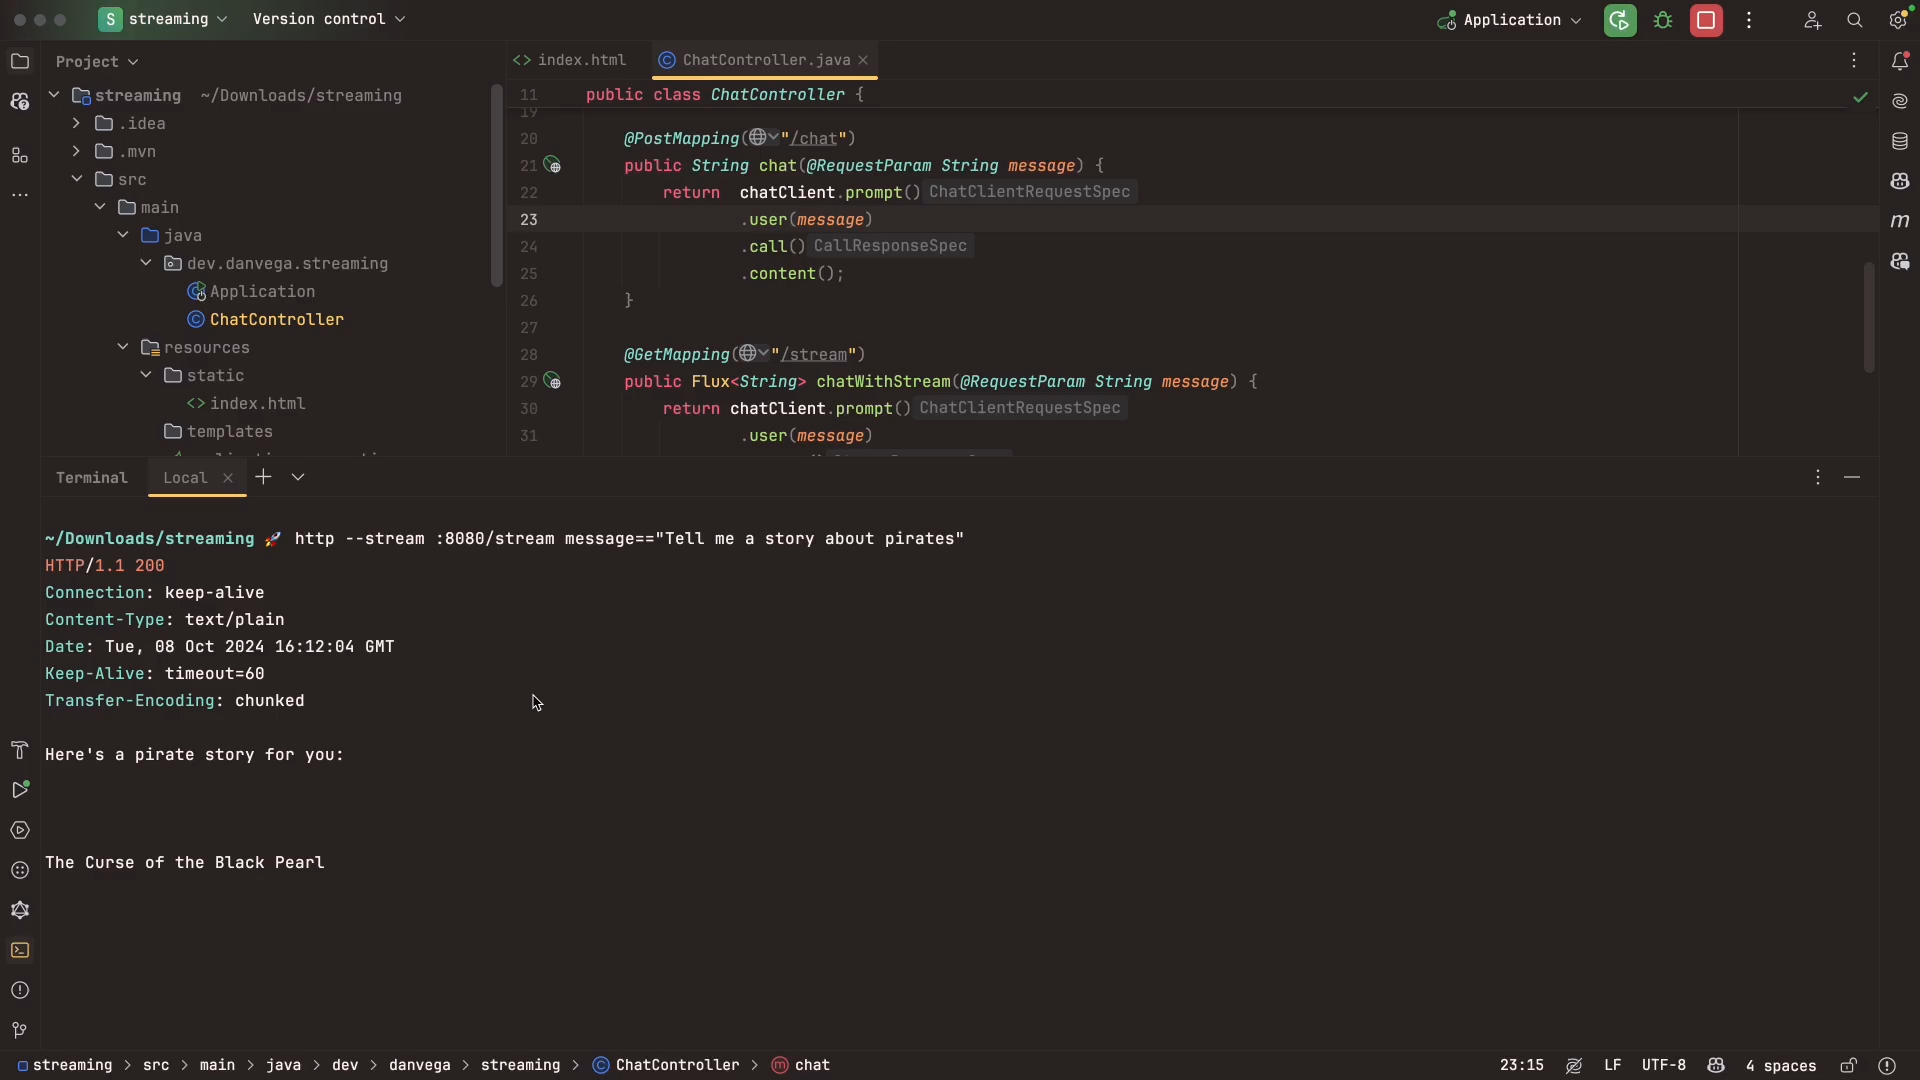 S streaming
Version control
Application
Project
index.html
ChatController.java
streaming ~/Downloads/streaming
.idea
.mvn
src
main
java
dev.danvega.streaming
Application
ChatController
resources
static
index.html
templates
11 public class ChatController {
19
20 @PostMapping("/chat")
21 public String chat(@RequestParam String message) {
22 return chatClient.prompt() ChatClientRequestSpec
23 .user(message)
24 .call() CallResponseSpec
25 .content();
26 }
27
28 @GetMapping("/stream")
29 public Flux<String> chatWithStream(@RequestParam String message) {
30 return chatClient.prompt() ChatClientRequestSpec
31 .user(message)
Terminal
Local
~/Downloads/streaming 🚀 http --stream :8080/stream message=="Tell me a story about pirates"
HTTP/1.1 200
Connection: keep-alive
Content-Type: text/plain
Date: Tue, 08 Oct 2024 16:12:04 GMT
Keep-Alive: timeout=60
Transfer-Encoding: chunked
Here's a pirate story for you:
The Curse of the Black Pearl
streaming > src > main > java > dev > danvega > streaming > ChatController > chat
23:15
LF
UTF-8
4 spaces